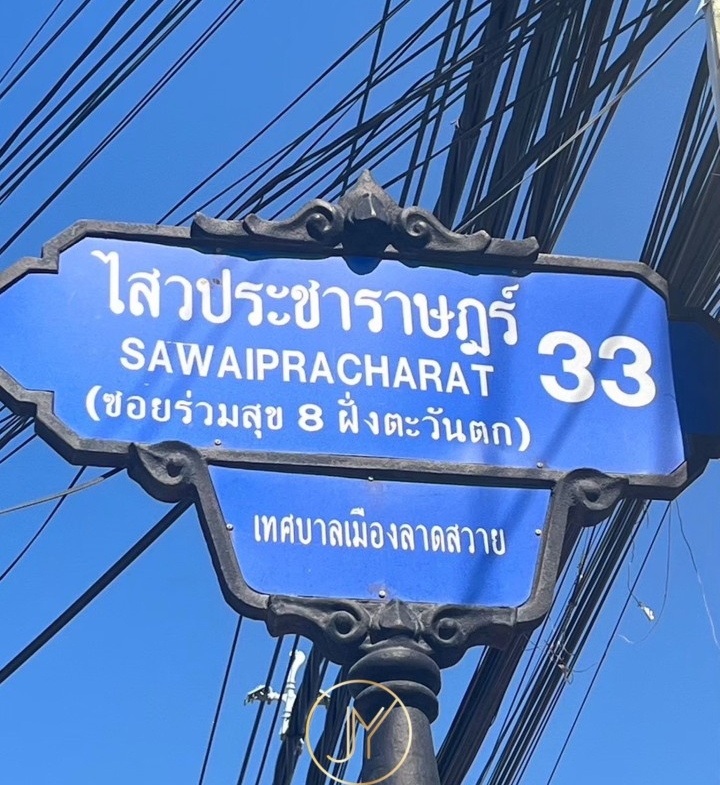 ไสวประชาราษฎร์ 33
SAWAIPRACHARAT
(ซอยร่วมสุข 8 ฝั่งตะวันตก)
เทศบาลเมืองลาดสวาย
JY